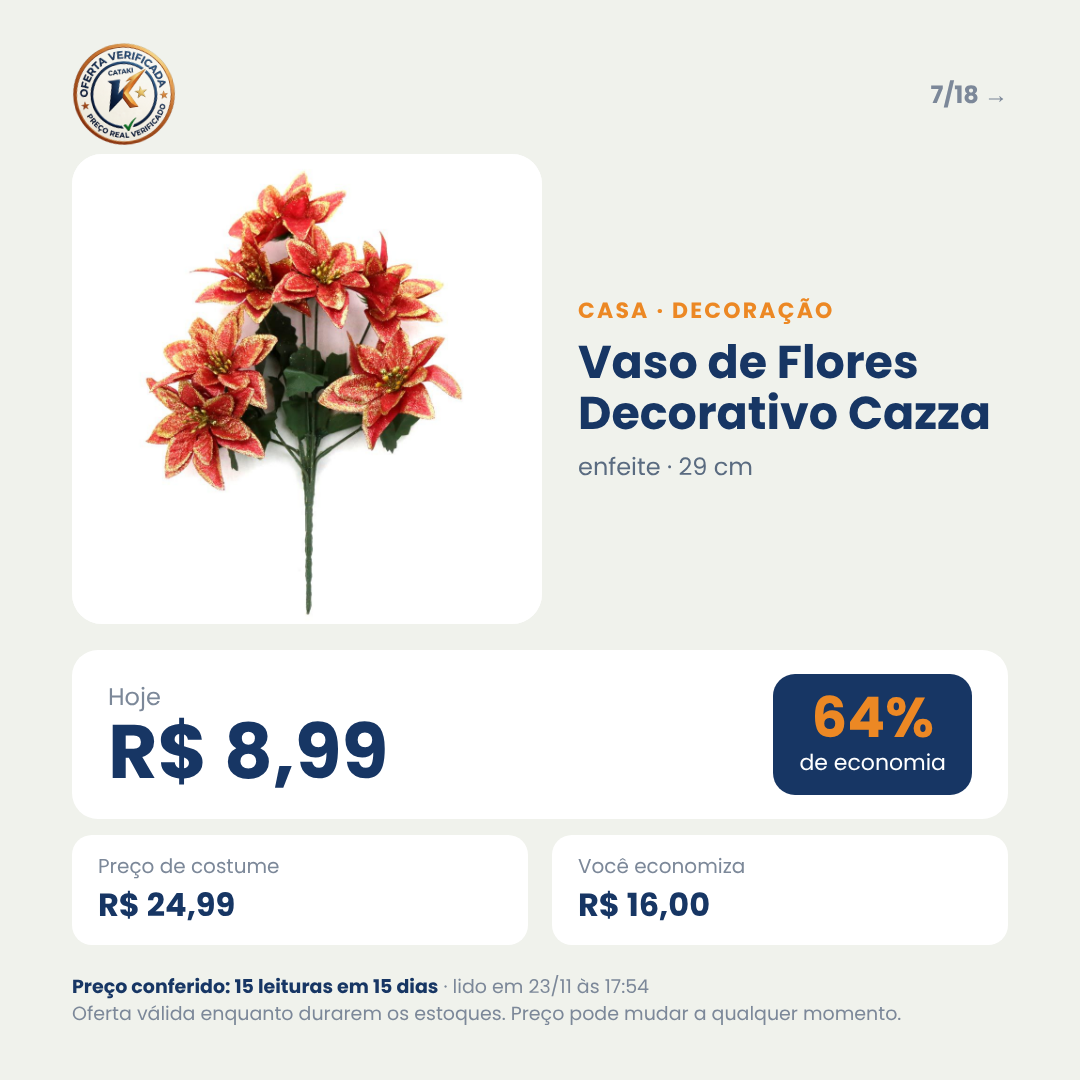 OFERTA VERIFICADA
CATAKI
K
PREÇO REAL VERIFICADO
7/18 →
CASA · DECORAÇÃO
Vaso de Flores
Decorativo Cazza
enfeite · 29 cm
Hoje
R$ 8,99
64%
de economia
Preço de costume
R$ 24,99
Você economiza
R$ 16,00
Preço conferido: 15 leituras em 15 dias · lido em 23/11 às 17:54
Oferta válida enquanto durarem os estoques. Preço pode mudar a qualquer momento.